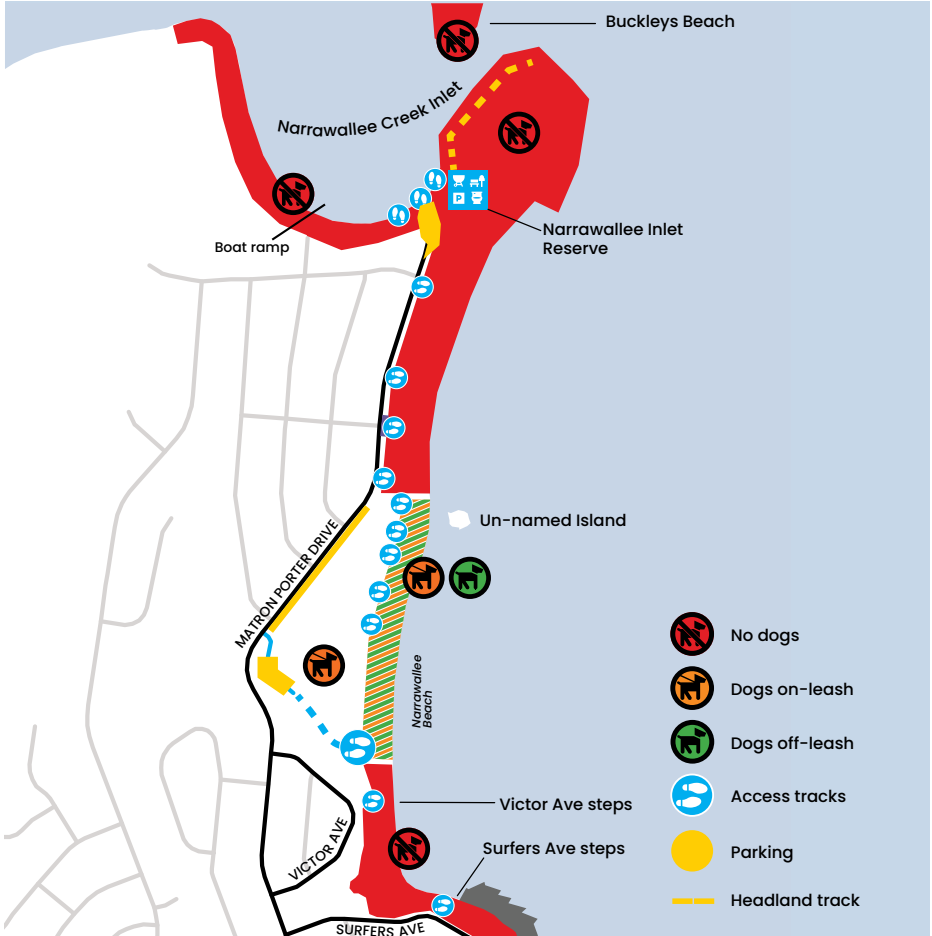 Buckleys Beach
Narrawallee Creek Inlet
P
Narrawallee Inlet
Reserve
Boat ramp
Un-named Island
MATRON PORTER DRIVE
Narrawallee
Beach
No dogs
Dogs on-leash
Dogs off-leash
Access tracks
Parking
Headland track
Victor Ave steps
VICTOR AVE
Surfers Ave steps
SURFERS AVE